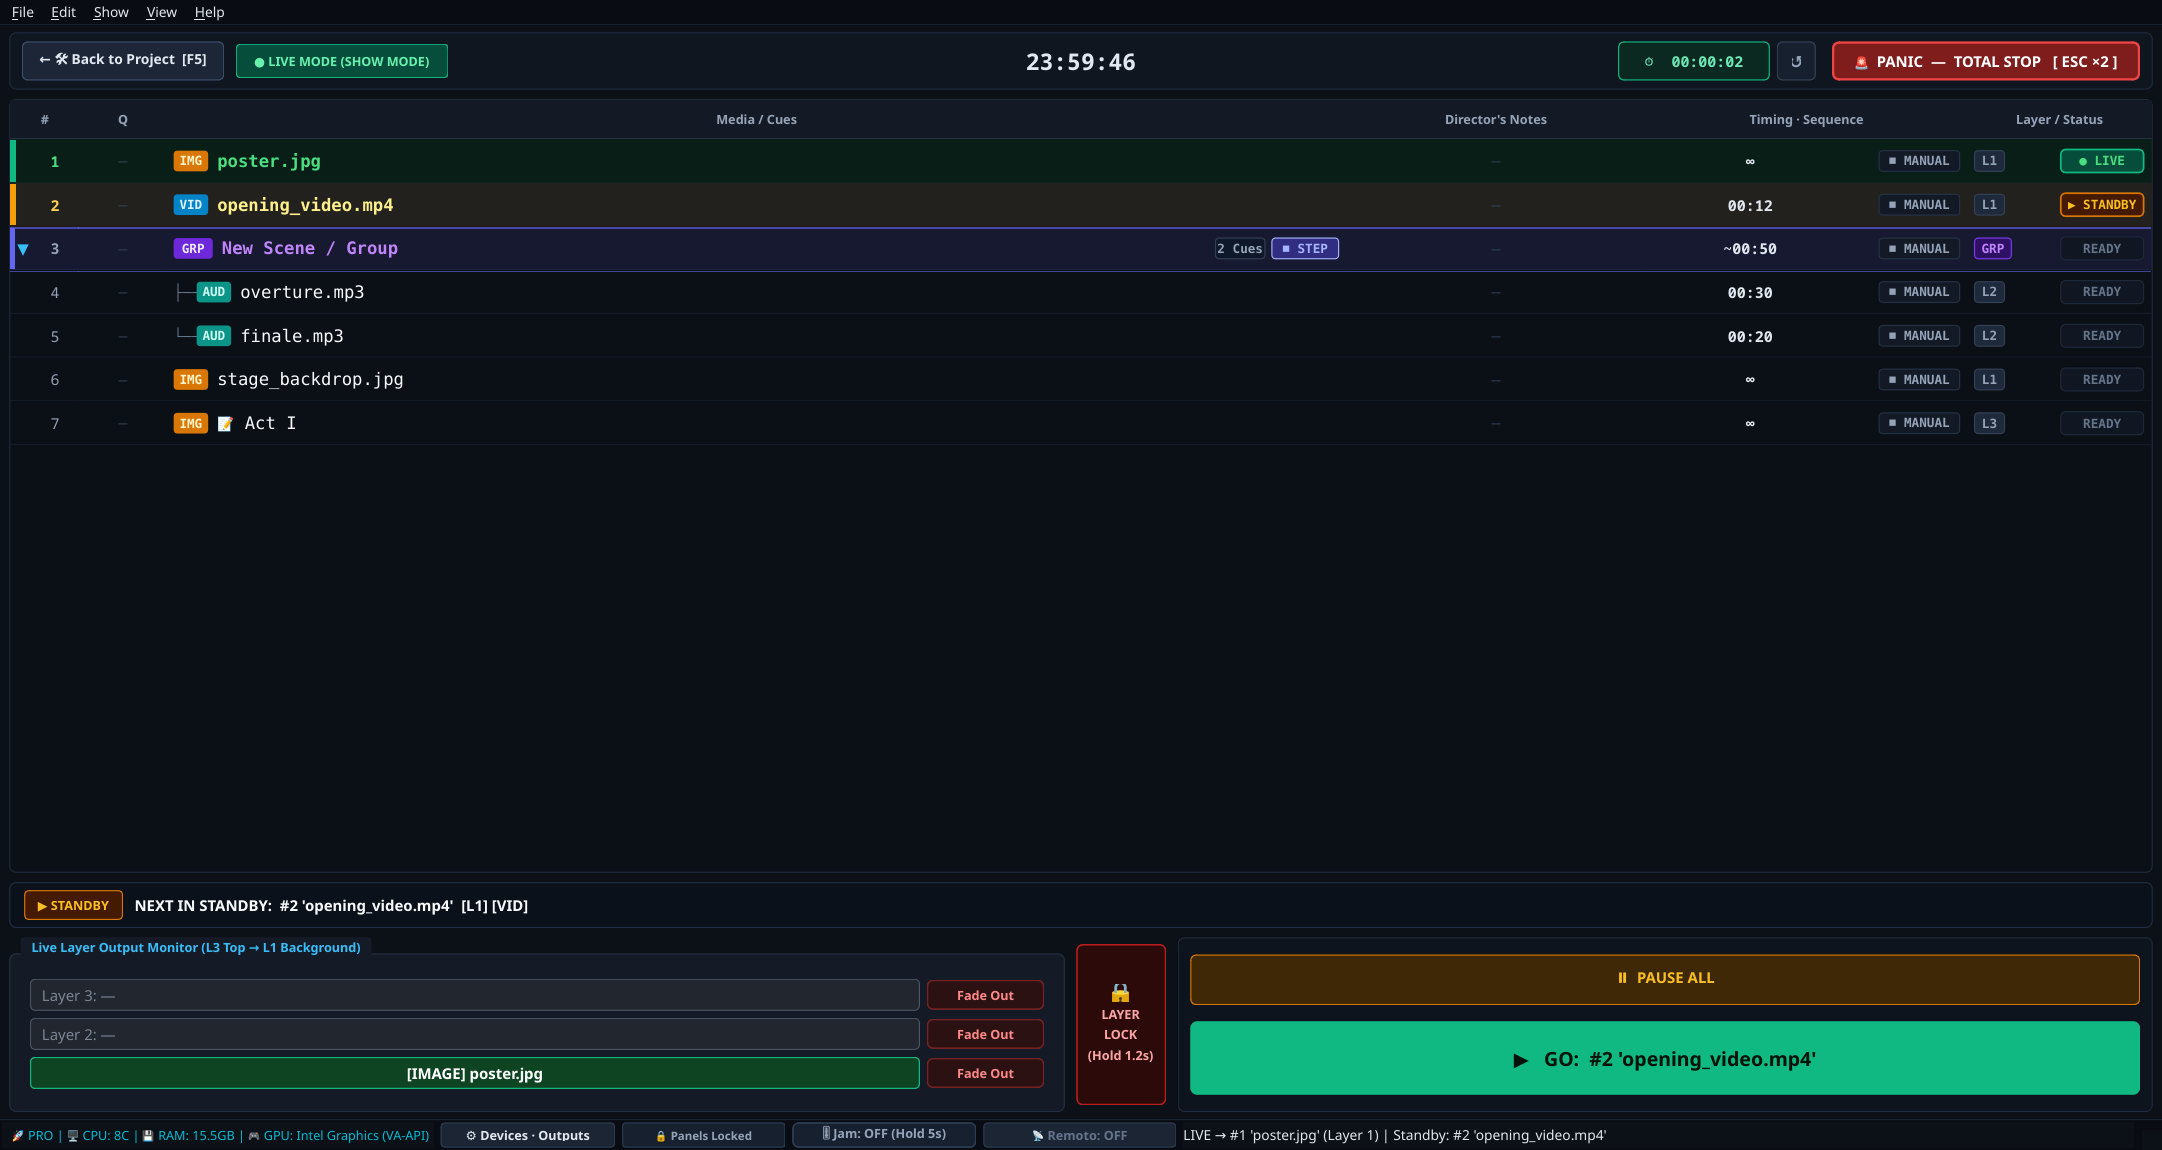 File Edit Show View Help
← 🛠 Back to Project [F5] ● LIVE MODE (SHOW MODE) 23:59:46 ⏱ 00:00:02 ↺ 🚨 PANIC — TOTAL STOP [ ESC ×2 ]
# Q Media / Cues Director's Notes Timing · Sequence Layer / Status
1 — IMG poster.jpg — ∞ ■ MANUAL L1 ● LIVE
2 — VID opening_video.mp4 — 00:12 ■ MANUAL L1 ▶ STANDBY
▼ 3 — GRP New Scene / Group 2 Cues ■ STEP — ~00:50 ■ MANUAL GRP READY
4 — ├─ AUD overture.mp3 — 00:30 ■ MANUAL L2 READY
5 — └─ AUD finale.mp3 — 00:20 ■ MANUAL L2 READY
6 — IMG stage_backdrop.jpg — ∞ ■ MANUAL L1 READY
7 — IMG 📝 Act I — ∞ ■ MANUAL L3 READY
▶ STANDBY NEXT IN STANDBY: #2 'opening_video.mp4' [L1] [VID]
Live Layer Output Monitor (L3 Top → L1 Background)
Layer 3: — Fade Out
Layer 2: — Fade Out
[IMAGE] poster.jpg Fade Out
🔒
LAYER
LOCK
(Hold 1.2s)
⏸ PAUSE ALL
▶ GO: #2 'opening_video.mp4'
🚀 PRO | 🖥 CPU: 8C | 💾 RAM: 15.5GB | 🎮 GPU: Intel Graphics (VA-API) ⚙ Devices · Outputs 🔒 Panels Locked 🎚 Jam: OFF (Hold 5s) 📡 Remoto: OFF LIVE → #1 'poster.jpg' (Layer 1) | Standby: #2 'opening_video.mp4'